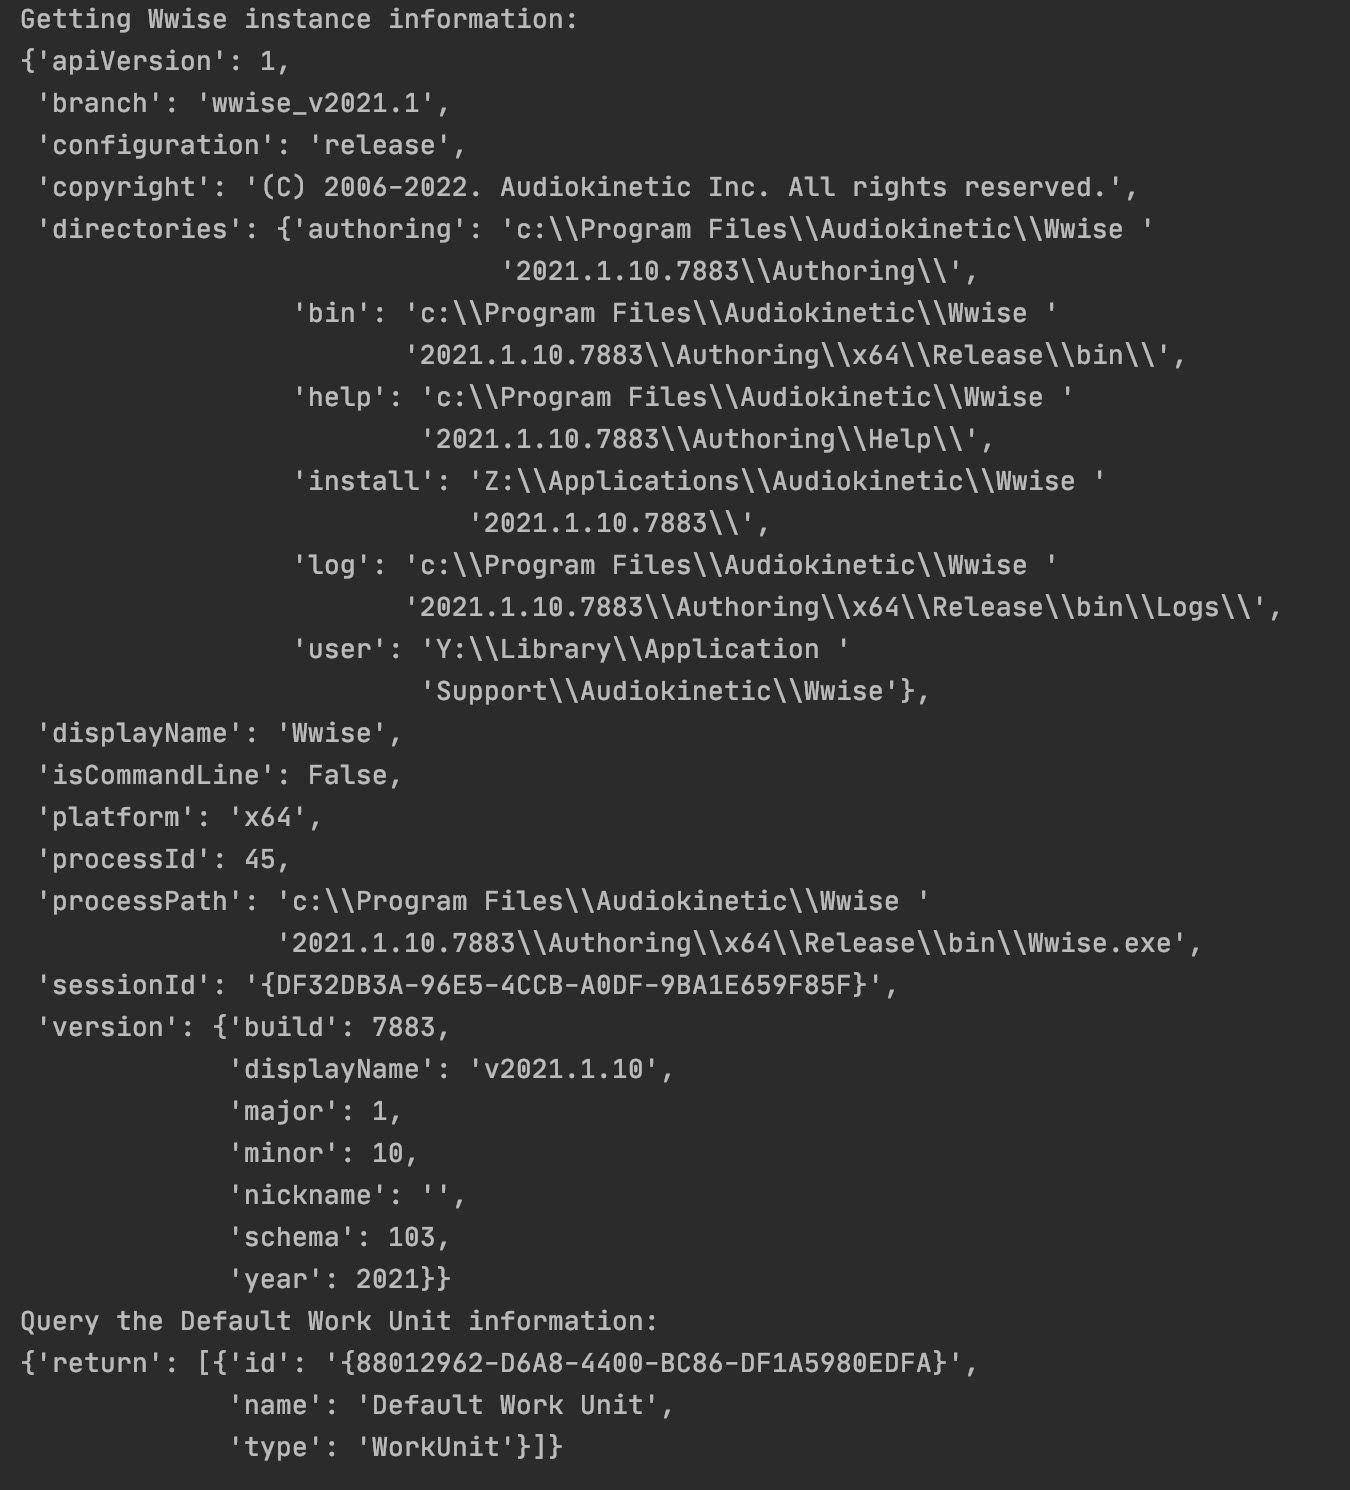 Getting Wwise instance information:
{'apiVersion': 1,
 'branch': 'wwise_v2021.1',
 'configuration': 'release',
 'copyright': '(C) 2006-2022. Audiokinetic Inc. All rights reserved.',
 'directories': {'authoring': 'c:\\Program Files\\Audiokinetic\\Wwise '
                              '2021.1.10.7883\\Authoring\\',
                 'bin': 'c:\\Program Files\\Audiokinetic\\Wwise '
                        '2021.1.10.7883\\Authoring\\x64\\Release\\bin\\',
                 'help': 'c:\\Program Files\\Audiokinetic\\Wwise '
                         '2021.1.10.7883\\Authoring\\Help\\',
                 'install': 'Z:\\Applications\\Audiokinetic\\Wwise '
                            '2021.1.10.7883\\',
                 'log': 'c:\\Program Files\\Audiokinetic\\Wwise '
                        '2021.1.10.7883\\Authoring\\x64\\Release\\bin\\Logs\\',
                 'user': 'Y:\\Library\\Application '
                         'Support\\Audiokinetic\\Wwise'},
 'displayName': 'Wwise',
 'isCommandLine': False,
 'platform': 'x64',
 'processId': 45,
 'processPath': 'c:\\Program Files\\Audiokinetic\\Wwise '
                '2021.1.10.7883\\Authoring\\x64\\Release\\bin\\Wwise.exe',
 'sessionId': '{DF32DB3A-96E5-4CCB-A0DF-9BA1E659F85F}',
 'version': {'build': 7883,
             'displayName': 'v2021.1.10',
             'major': 1,
             'minor': 10,
             'nickname': '',
             'schema': 103,
             'year': 2021}}
Query the Default Work Unit information:
{'return': [{'id': '{88012962-D6A8-4400-BC86-DF1A5980EDFA}',
             'name': 'Default Work Unit',
             'type': 'WorkUnit'}]}